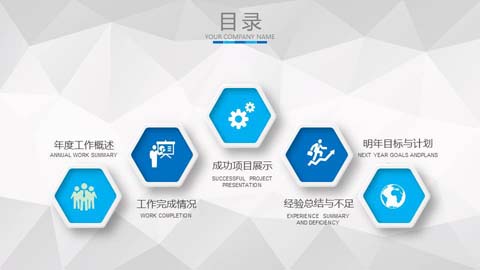 目录
YOUR COMPANY NAME
年度工作概述
ANNUAL WORK SUMMARY
工作完成情况
WORK COMPLETION
成功项目展示
SUCCESSFUL PROJECT
PRESENTATION
经验总结与不足
EXPERIENCE SUMMARY
AND DEFICIENCY
明年目标与计划
NEXT YEAR GOALS ANDPLANS